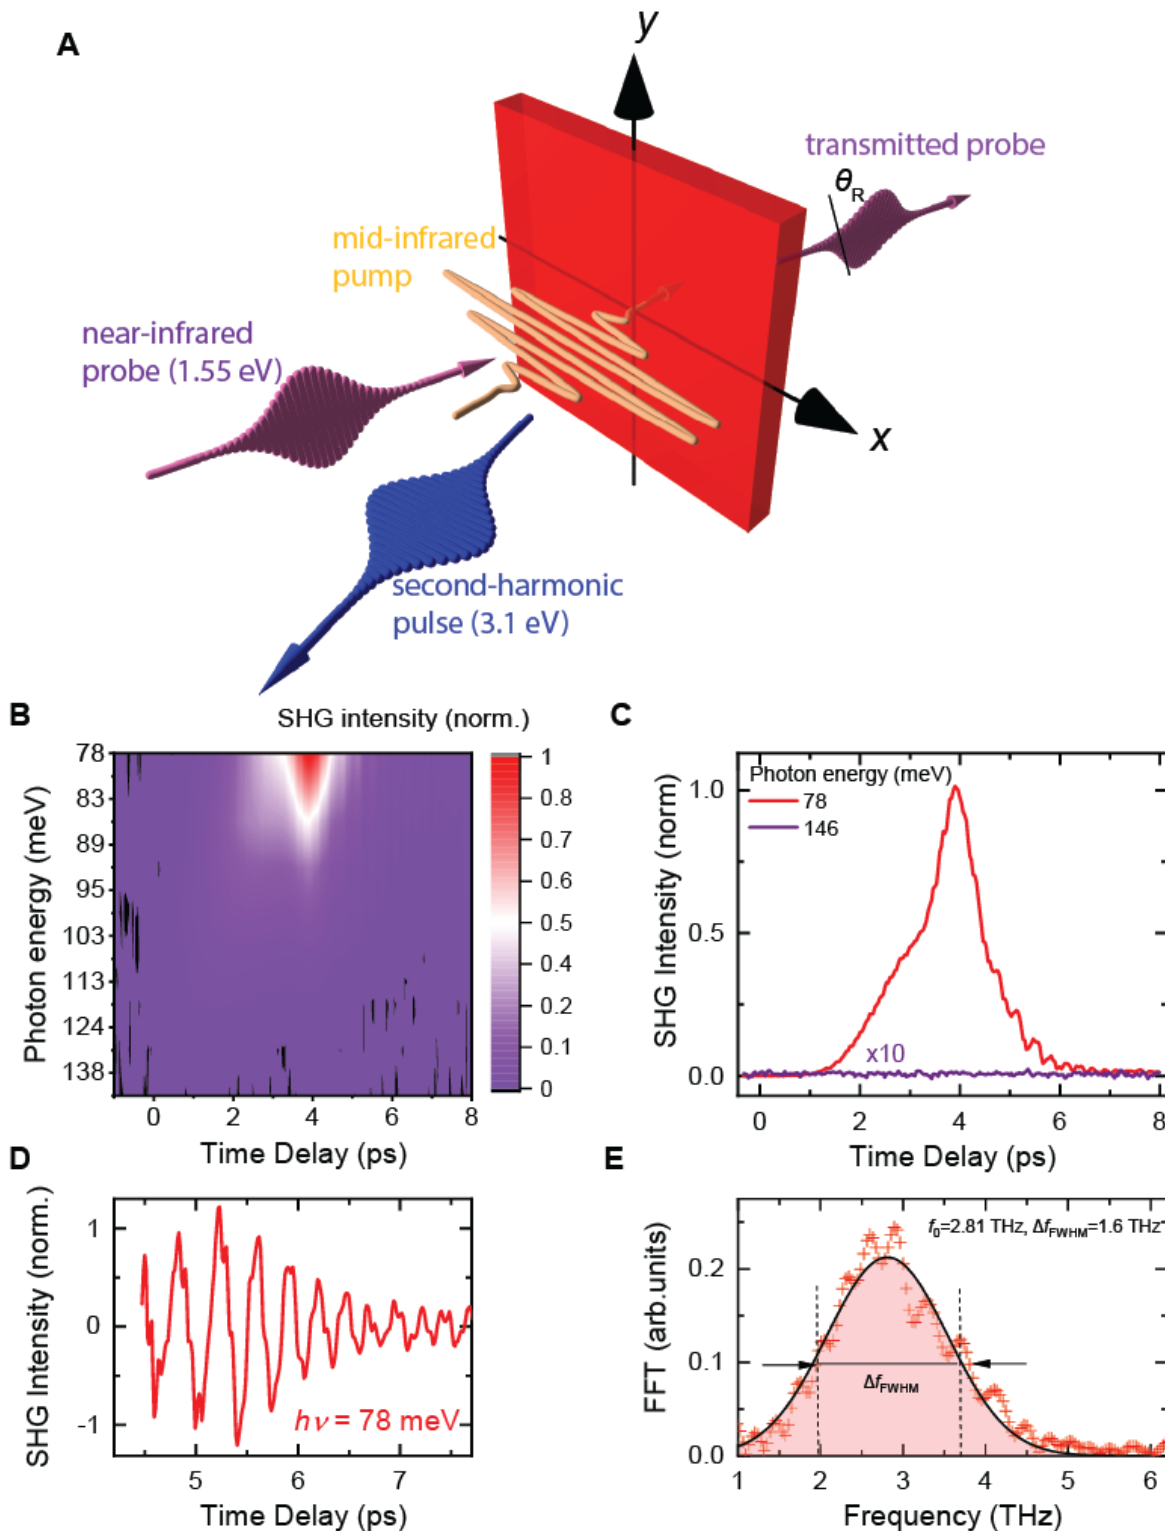 A
y
transmitted probe
θR
mid-infrared
pump
near-infrared
probe (1.55 eV)
x
second-harmonic
pulse (3.1 eV)
B
SHG intensity (norm.)
78
83
89
95
103
113
124
138
Photon energy (meV)
0
2
4
6
8
Time Delay (ps)
1
0.8
0.7
0.6
0.5
0.4
0.2
0.1
0
C
Photon energy (meV)
78
146
1.0
0.5
0.0
SHG Intensity (norm)
x10
0
2
4
6
8
Time Delay (ps)
D
1
0
-1
SHG Intensity (norm.)
hν = 78 meV
5
6
7
Time Delay (ps)
E
f0=2.81 THz, ΔfFWHM=1.6 THz
0.2
0.1
0.0
FFT (arb.units)
ΔfFWHM
1
2
3
4
5
6
Frequency (THz)